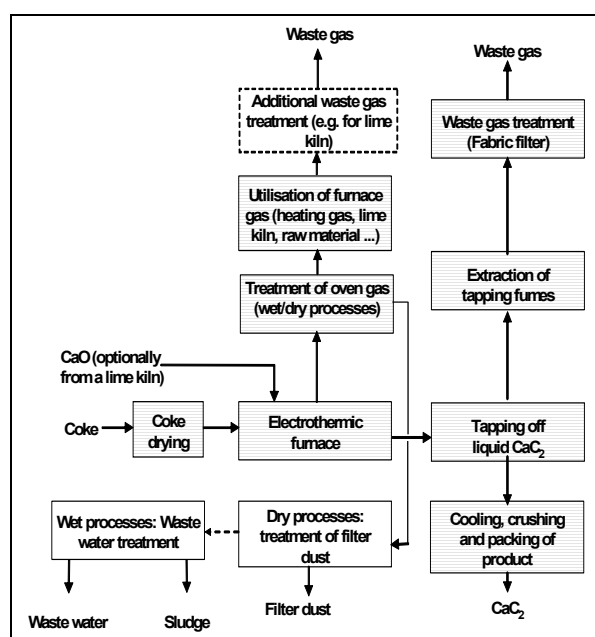 Waste gas
Waste gas
Additional waste gas
treatment (e.g. for lime
kiln)
Waste gas treatment
(Fabric filter)
Utilisation of furnace
gas (heating gas, lime
kiln, raw material ...)
Treatment of oven gas
(wet/dry processes)
Extraction of
tapping fumes
CaO (optionally
from a lime kiln)
Coke
Coke
drying
Electrothermic
furnace
Tapping off
liquid CaC₂
Wet processes: Waste
water treatment
Dry processes:
treatment of filter
dust
Cooling, crushing
and packing of
product
Waste water
Sludge
Filter dust
CaC₂